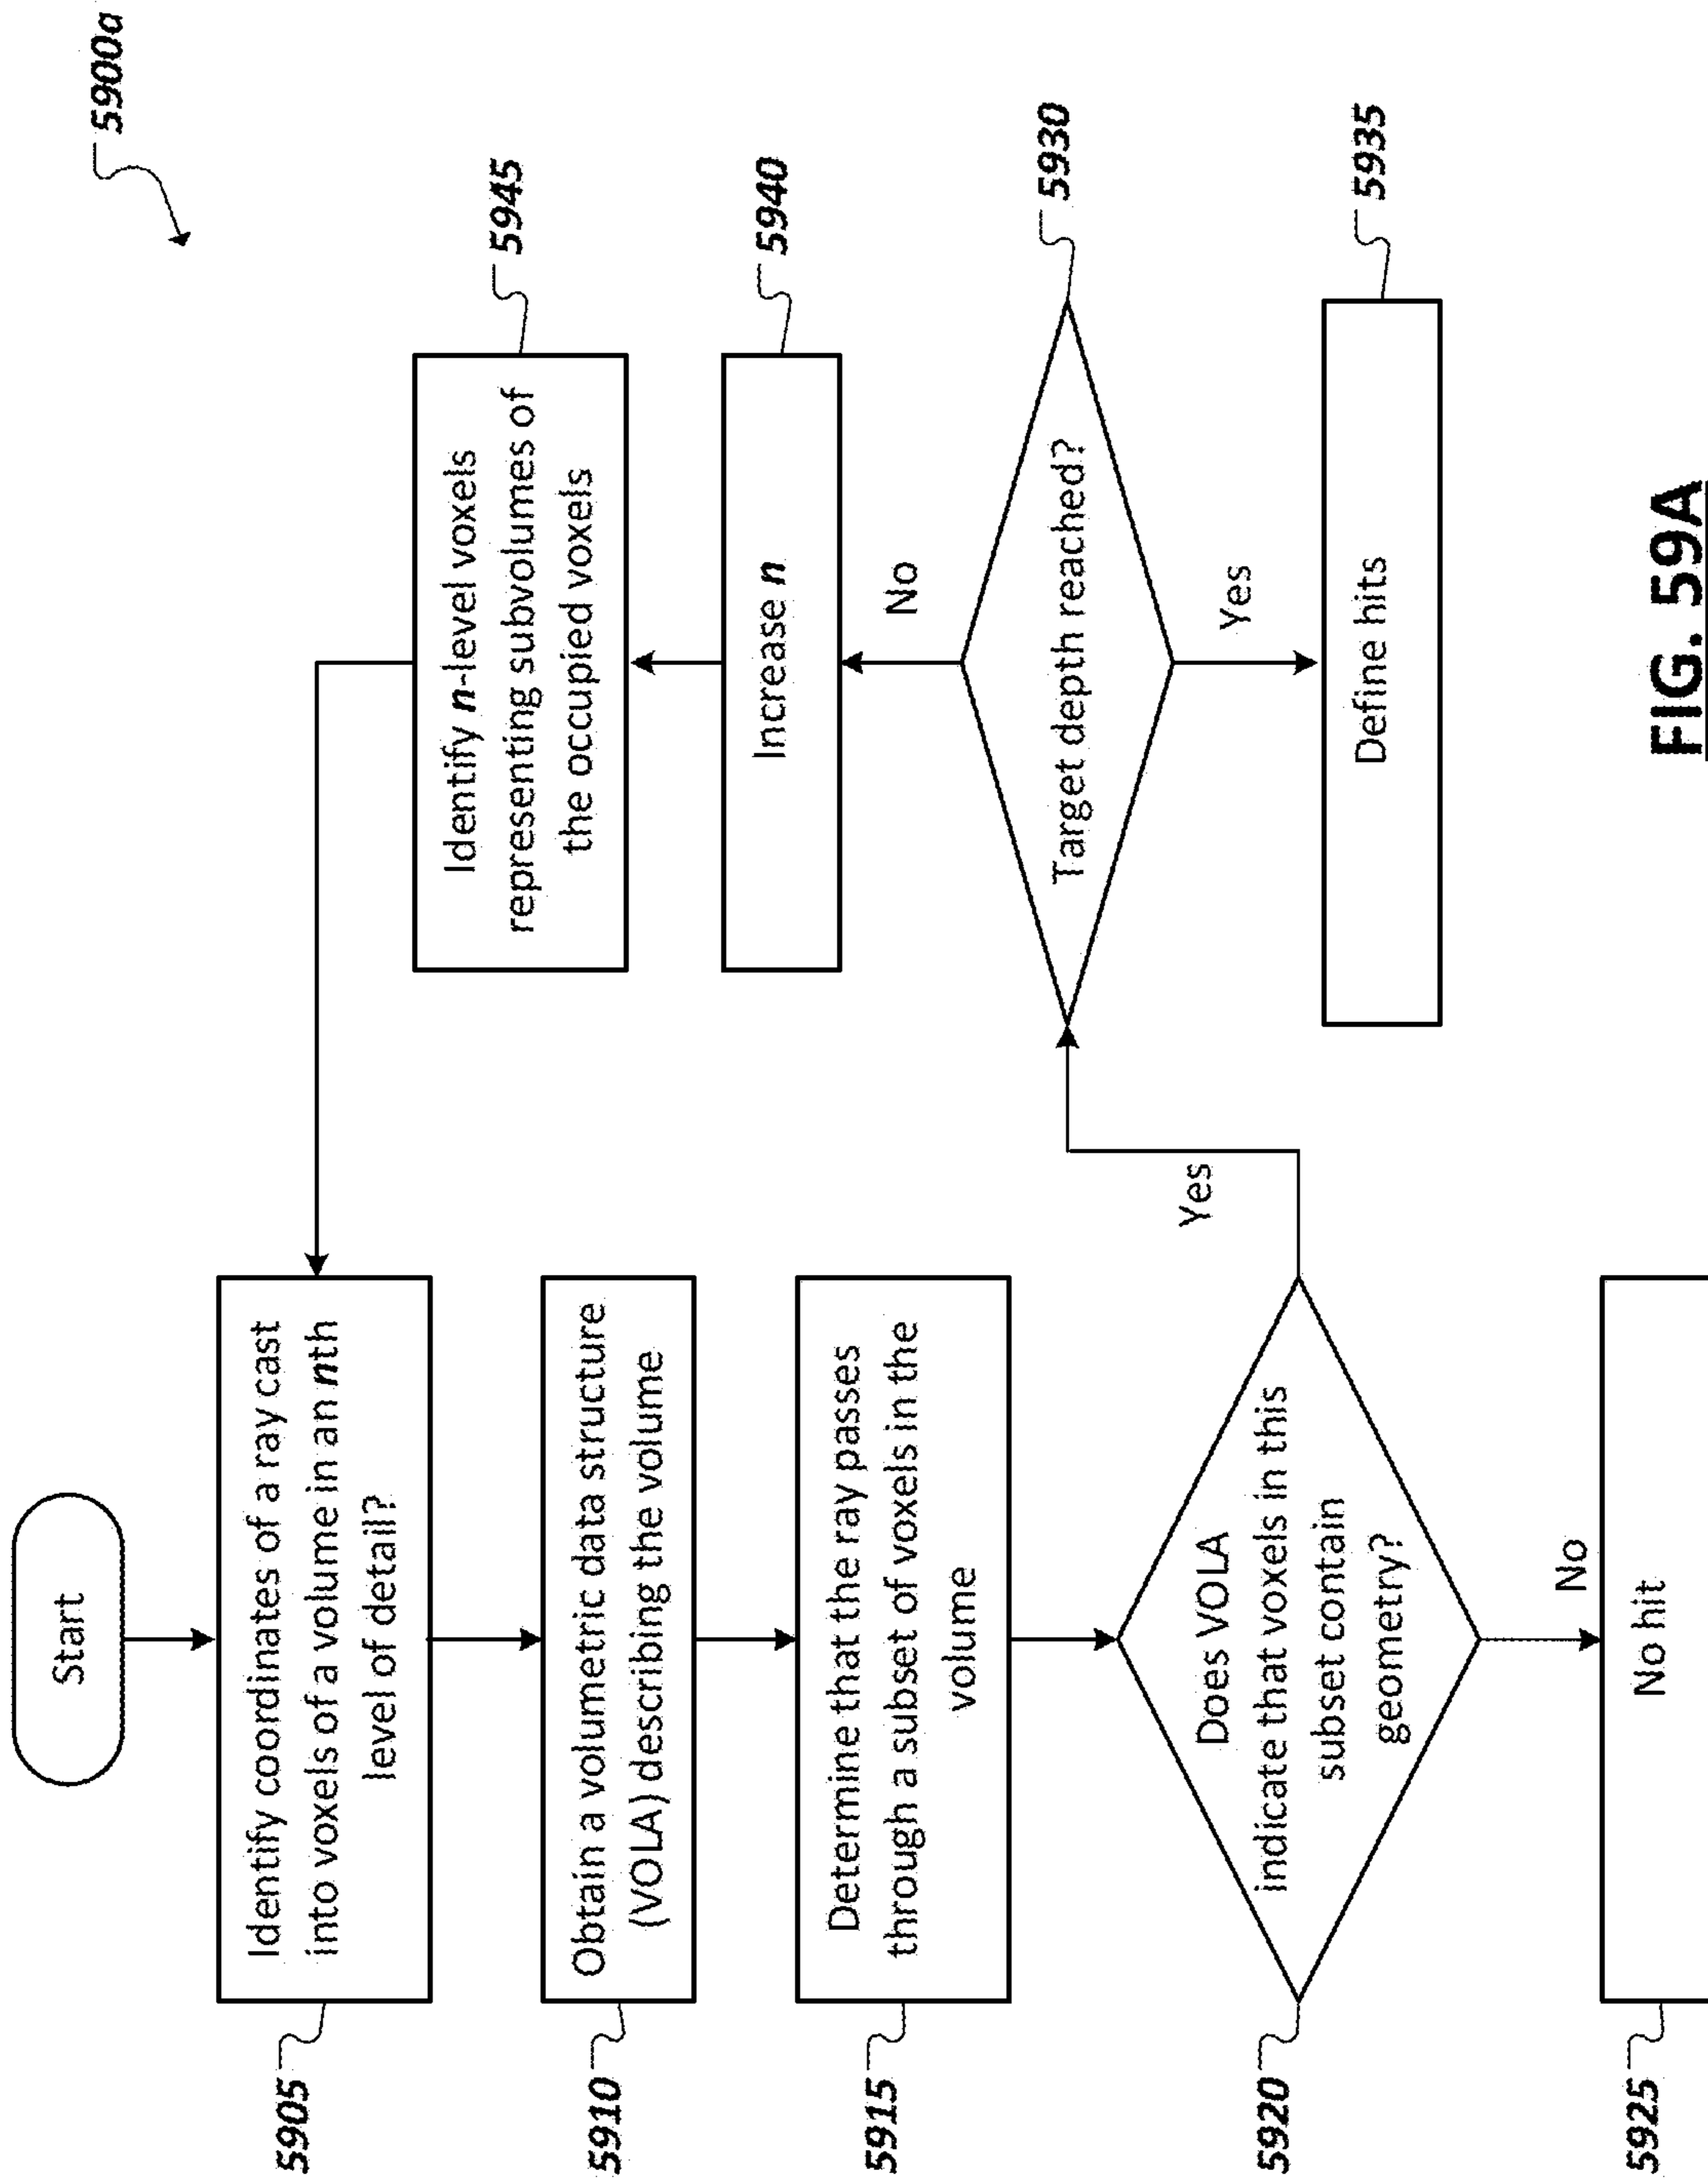 5900a
Start
5905
Identify coordinates of a ray cast
into voxels of a volume in an nth
level of detail?
5910
Obtain a volumetric data structure
(VOLA) describing the volume
5915
Determine that the ray passes
through a subset of voxels in the
volume
5920
Does VOLA
indicate that voxels in this
subset contain
geometry?
Yes
No
5925
No hit
5945
Identify n-level voxels
representing subvolumes of
the occupied voxels
5940
Increase n
No
5930
Target depth reached?
Yes
5935
Define hits
FIG. 59A